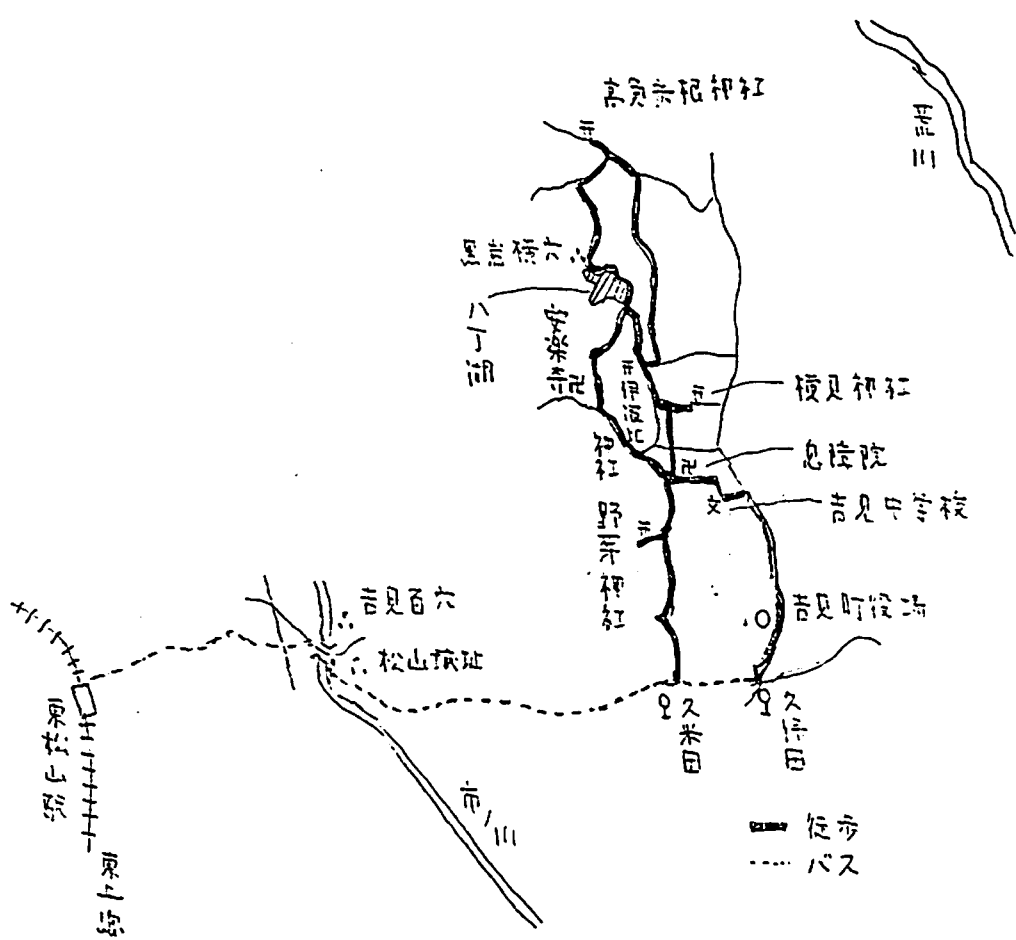 高負彦根神社
荒川
黒岩横穴
八丁湖
安楽寺
伊波比
神社
横見神社
息障院
吉見中学校
文
野芽神社
吉見百穴
吉見町役場
松山城址
久米田
久保田
東松山駅
市ノ川
東上線
徒歩
バス